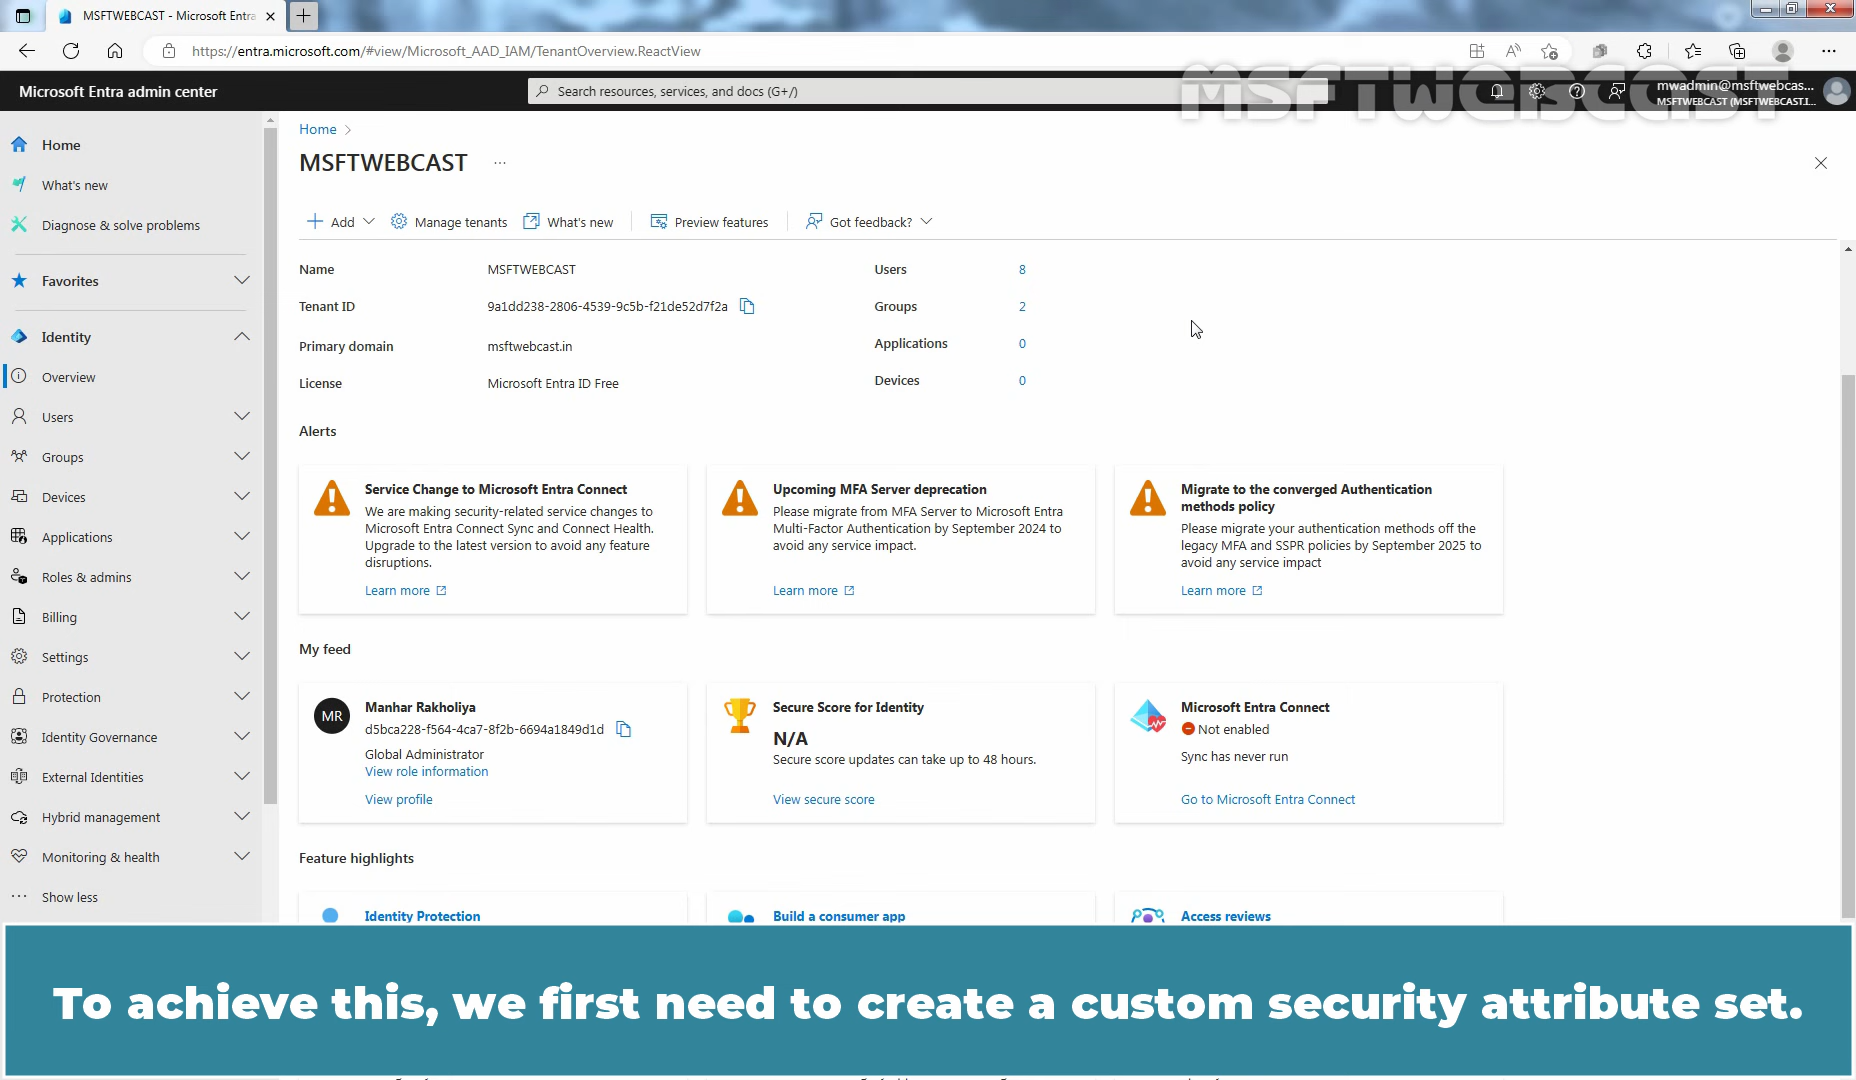 MSFTWEBCAST - Microsoft Entra
https://entra.microsoft.com/#view/Microsoft_AAD_IAM/TenantOverview.ReactView
Microsoft Entra admin center
Search resources, services, and docs (G+/)
MSFTWEBCAST
mwadmin@msftwebcas...
MSFTWEBCAST (MSFTWEBCAST.I...
Home
What's new
Diagnose & solve problems
Favorites
Identity
Overview
Users
Groups
Devices
Applications
Roles & admins
Billing
Settings
Protection
Identity Governance
External Identities
Hybrid management
Monitoring & health
Show less
Home
MSFTWEBCAST
Add
Manage tenants
What's new
Preview features
Got feedback?
Name MSFTWEBCAST Users 8
Tenant ID 9a1dd238-2806-4539-9c5b-f21de52d7f2a Groups 2
Primary domain msftwebcast.in Applications 0
License Microsoft Entra ID Free Devices 0
Alerts
Service Change to Microsoft Entra Connect
We are making security-related service changes to
Microsoft Entra Connect Sync and Connect Health.
Upgrade to the latest version to avoid any feature
disruptions.
Learn more
Upcoming MFA Server deprecation
Please migrate from MFA Server to Microsoft Entra
Multi-Factor Authentication by September 2024 to
avoid any service impact.
Learn more
Migrate to the converged Authentication
methods policy
Please migrate your authentication methods off the
legacy MFA and SSPR policies by September 2025 to
avoid any service impact
Learn more
My feed
MR
Manhar Rakholiya
d5bca228-f564-4ca7-8f2b-6694a1849d1d
Global Administrator
View role information
View profile
Secure Score for Identity
N/A
Secure score updates can take up to 48 hours.
View secure score
Microsoft Entra Connect
Not enabled
Sync has never run
Go to Microsoft Entra Connect
Feature highlights
Identity Protection
Build a consumer app
Access reviews
To achieve this, we first need to create a custom security attribute set.